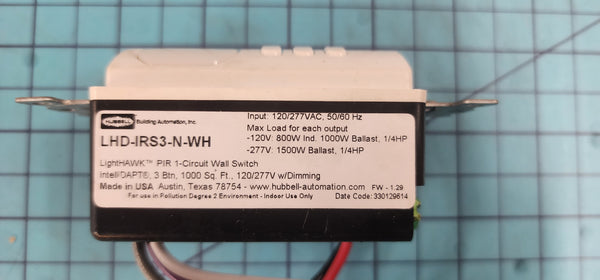 HUBBELL
Building Automation, Inc.
LHD-IRS3-N-WH
LightHAWK™ PIR 1-Circuit Wall Switch
intelliDAPT®, 3 Btn, 1000 Sq. Ft., 120/277V w/Dimming
Made in USA Austin, Texas 78754 - www.hubbell-automation.com FW - 1.29
For use in Pollution Degree 2 Environment - Indoor Use Only
Date Code: 330129614
Input: 120/277VAC, 50/60 Hz
Max Load for each output
-120V: 800W Ind. 1000W Ballast, 1/4HP
-277V: 1500W Ballast, 1/4HP